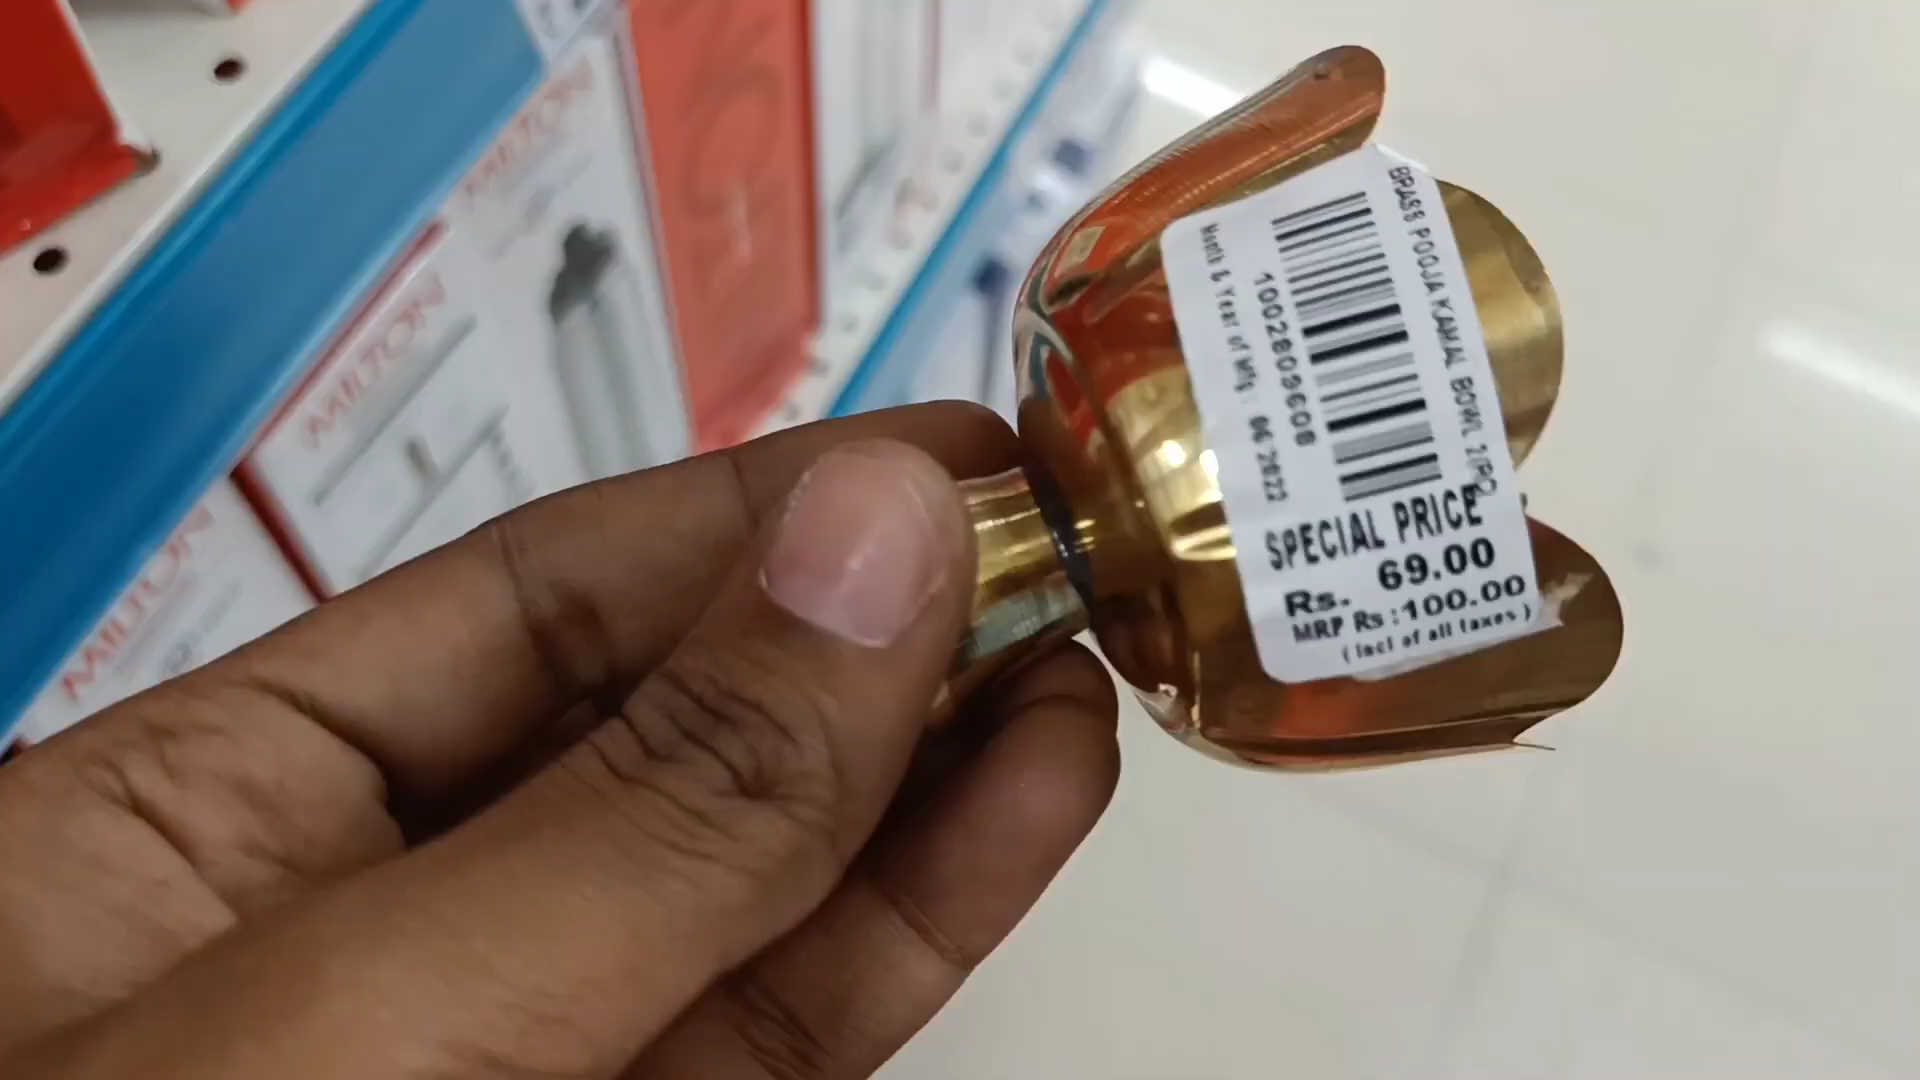 BRASS POOJA KAMAL BOWL
1002809608
Month & Year of Mfg : 06 2022
SPECIAL PRICE
Rs. 69.00
MRP Rs :100.00
(Incl of all taxes)
MILTON
MILTON
MILTON
MILTON